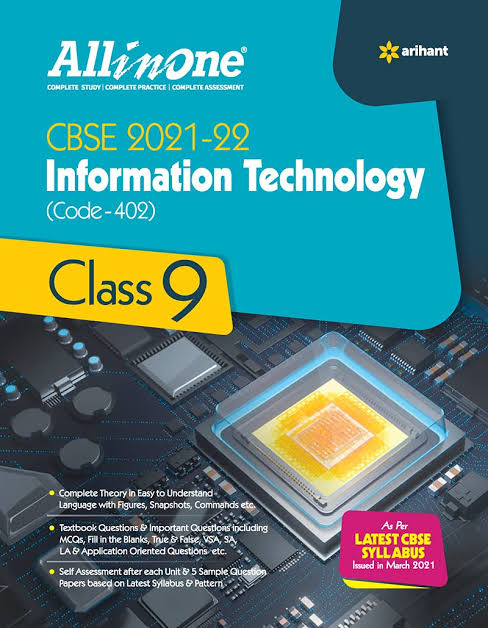 All in One®
COMPLETE STUDY | COMPLETE PRACTICE | COMPLETE ASSESSMENT
arihant
CBSE 2021-22
Information Technology
(Code-402)
Class 9
• Complete Theory in Easy to Understand
Language with Figures, Snapshots, Commands etc.
• Textbook Questions & Important Questions including
MCQs, Fill in the Blanks, True & False, VSA, SA,
LA & Application Oriented Questions etc.
• Self Assessment after each Unit & 5 Sample Question
Papers based on Latest Syllabus & Pattern
As Per
LATEST CBSE
SYLLABUS
Issued in March 2021